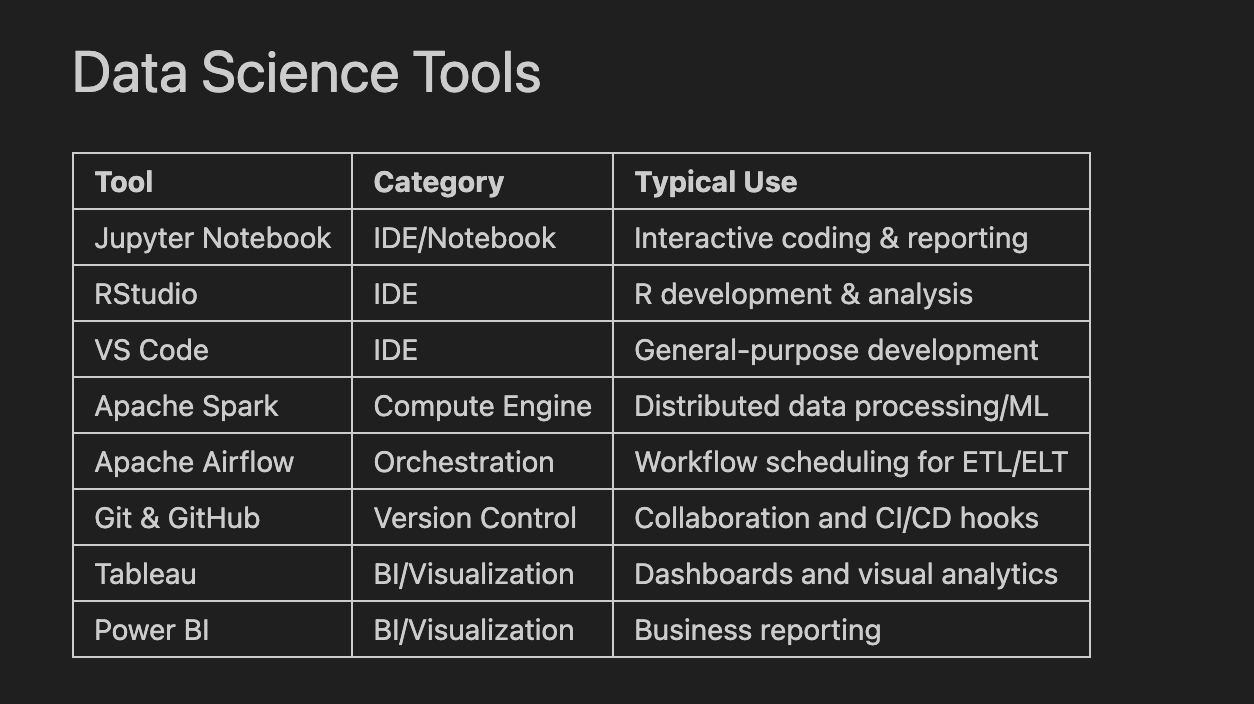 Data Science Tools
Tool Category Typical Use
Jupyter Notebook IDE/Notebook Interactive coding & reporting
RStudio IDE R development & analysis
VS Code IDE General-purpose development
Apache Spark Compute Engine Distributed data processing/ML
Apache Airflow Orchestration Workflow scheduling for ETL/ELT
Git & GitHub Version Control Collaboration and CI/CD hooks
Tableau BI/Visualization Dashboards and visual analytics
Power BI BI/Visualization Business reporting